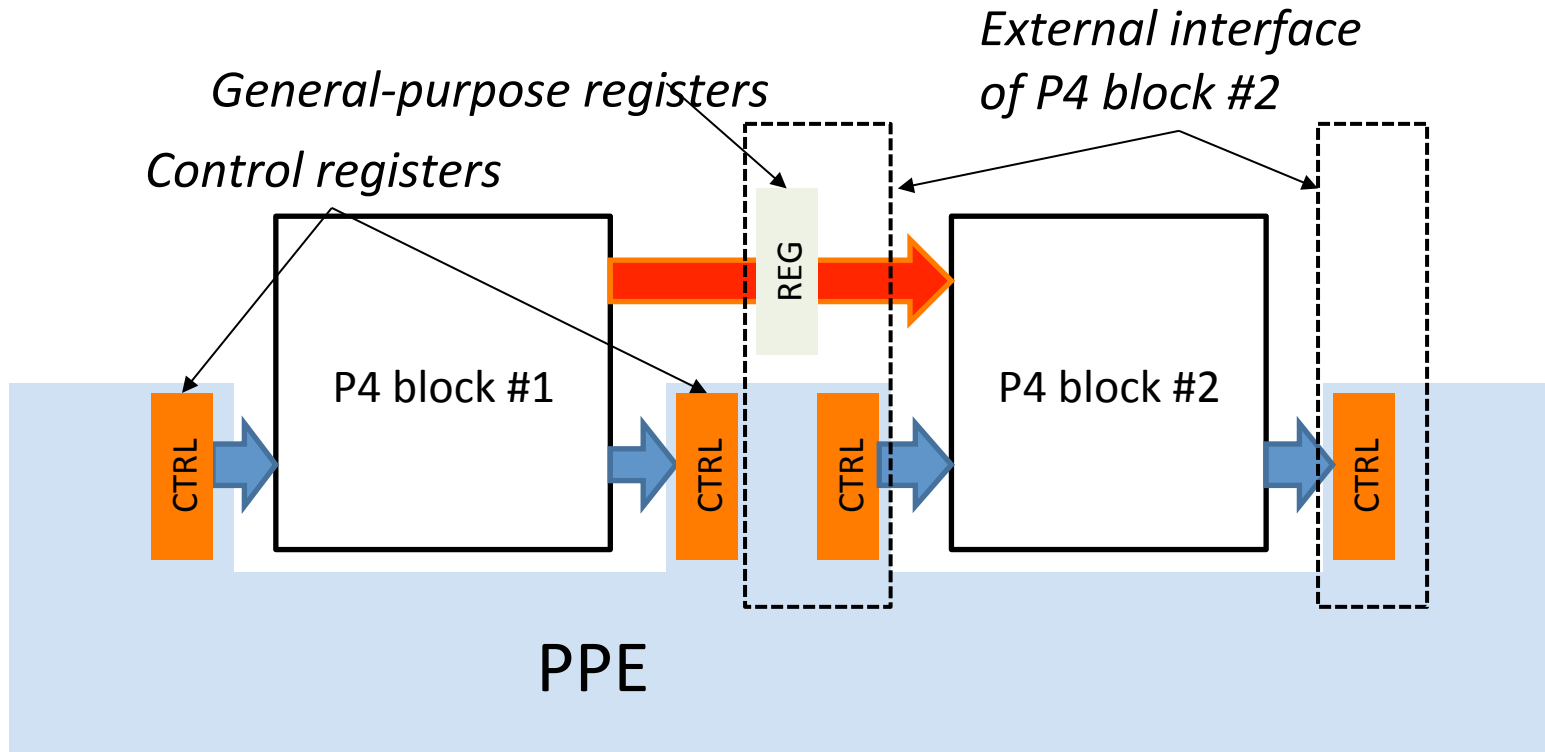 External interface
of P4 block #2
General-purpose registers
Control registers
REG
P4 block #1
P4 block #2
CTRL
CTRL
CTRL
CTRL
PPE